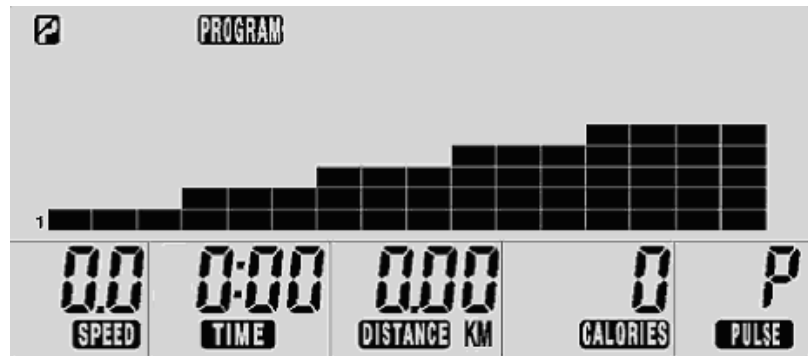 P PROGRAM
1
0.0 0:00 0.00 0 P
SPEED TIME DISTANCE KM CALORIES PULSE